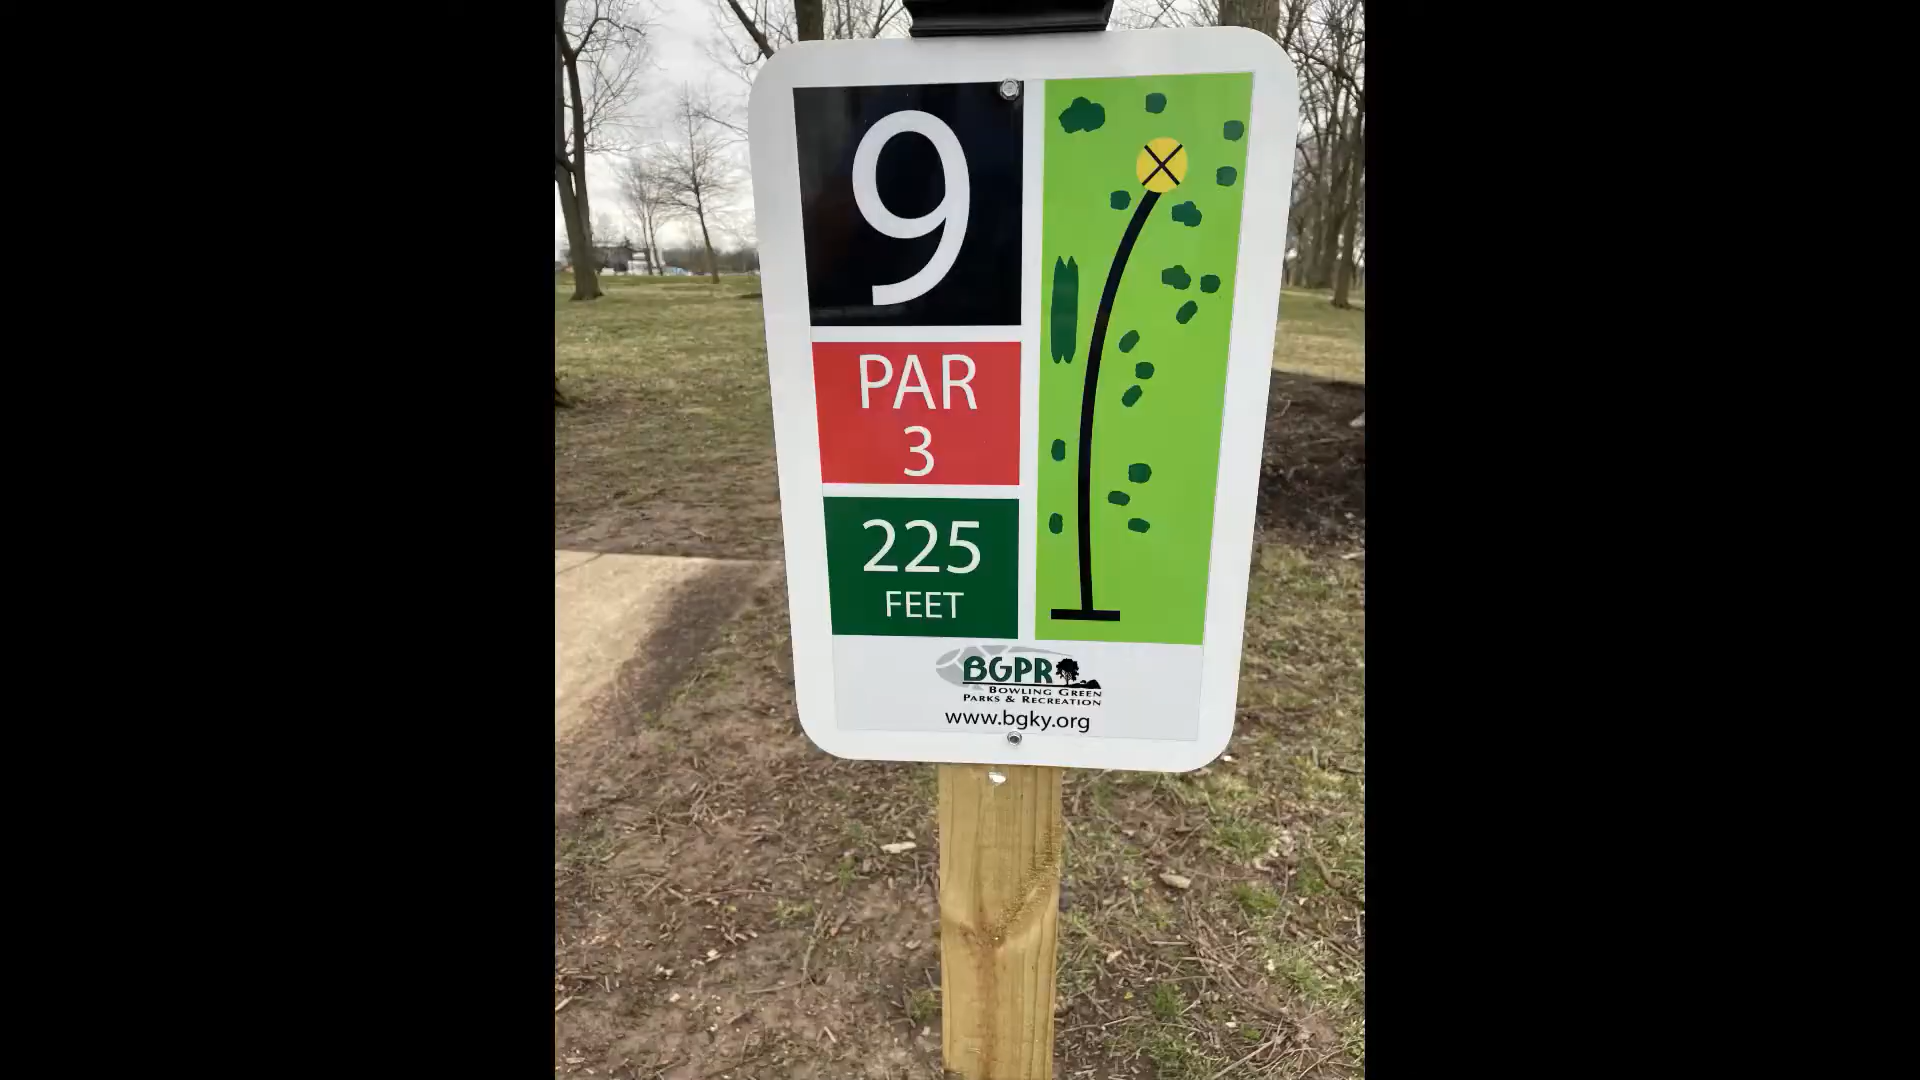 9
PAR
3
225
FEET
BGPR
BOWLING GREEN
PARKS & RECREATION
www.bgky.org